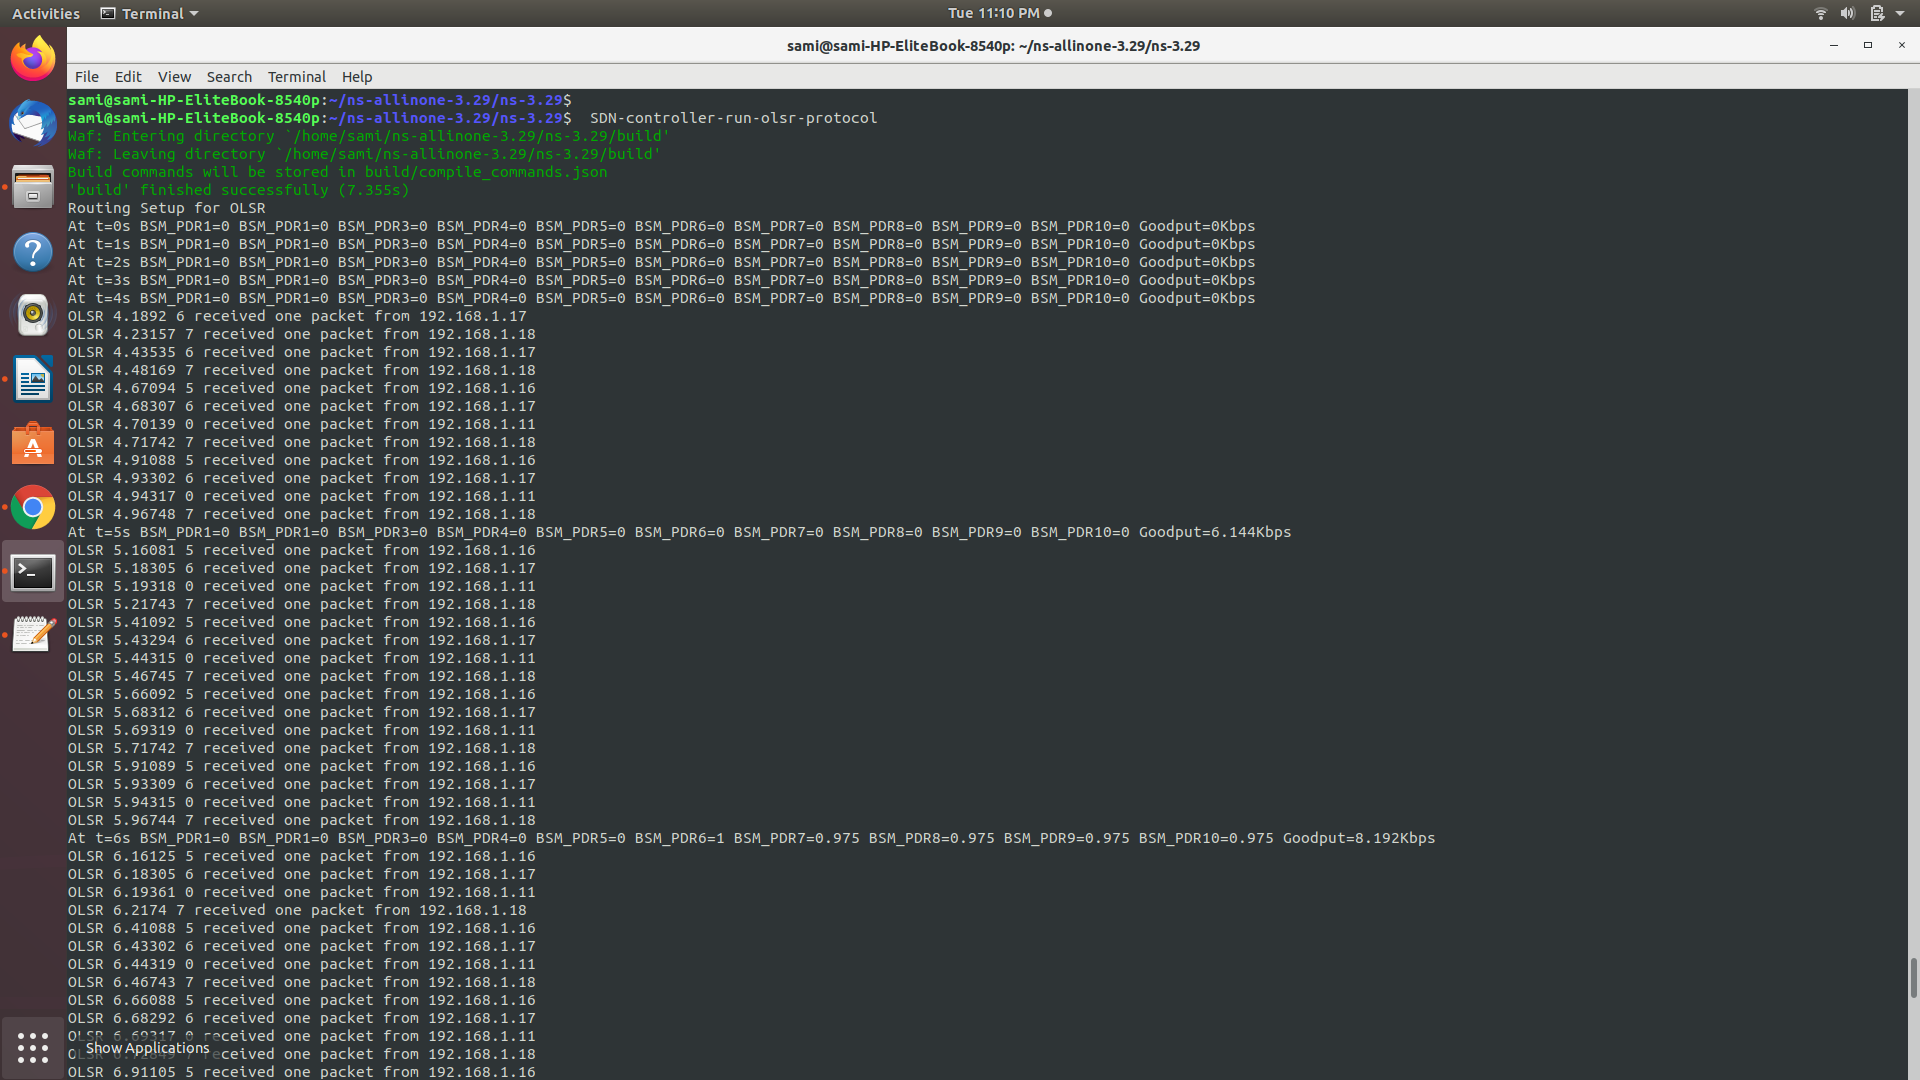 Activities Terminal Tue 11:10 PM
sami@sami-HP-EliteBook-8540p: ~/ns-allinone-3.29/ns-3.29
File Edit View Search Terminal Help
sami@sami-HP-EliteBook-8540p:~/ns-allinone-3.29/ns-3.29$
sami@sami-HP-EliteBook-8540p:~/ns-allinone-3.29/ns-3.29$  SDN-controller-run-olsr-protocol
Waf: Entering directory `/home/sami/ns-allinone-3.29/ns-3.29/build'
Waf: Leaving directory `/home/sami/ns-allinone-3.29/ns-3.29/build'
Build commands will be stored in build/compile_commands.json
'build' finished successfully (7.355s)
Routing Setup for OLSR
At t=0s BSM_PDR1=0 BSM_PDR1=0 BSM_PDR3=0 BSM_PDR4=0 BSM_PDR5=0 BSM_PDR6=0 BSM_PDR7=0 BSM_PDR8=0 BSM_PDR9=0 BSM_PDR10=0 Goodput=0Kbps
At t=1s BSM_PDR1=0 BSM_PDR1=0 BSM_PDR3=0 BSM_PDR4=0 BSM_PDR5=0 BSM_PDR6=0 BSM_PDR7=0 BSM_PDR8=0 BSM_PDR9=0 BSM_PDR10=0 Goodput=0Kbps
At t=2s BSM_PDR1=0 BSM_PDR1=0 BSM_PDR3=0 BSM_PDR4=0 BSM_PDR5=0 BSM_PDR6=0 BSM_PDR7=0 BSM_PDR8=0 BSM_PDR9=0 BSM_PDR10=0 Goodput=0Kbps
At t=3s BSM_PDR1=0 BSM_PDR1=0 BSM_PDR3=0 BSM_PDR4=0 BSM_PDR5=0 BSM_PDR6=0 BSM_PDR7=0 BSM_PDR8=0 BSM_PDR9=0 BSM_PDR10=0 Goodput=0Kbps
At t=4s BSM_PDR1=0 BSM_PDR1=0 BSM_PDR3=0 BSM_PDR4=0 BSM_PDR5=0 BSM_PDR6=0 BSM_PDR7=0 BSM_PDR8=0 BSM_PDR9=0 BSM_PDR10=0 Goodput=0Kbps
OLSR 4.1892 6 received one packet from 192.168.1.17
OLSR 4.23157 7 received one packet from 192.168.1.18
OLSR 4.43535 6 received one packet from 192.168.1.17
OLSR 4.48169 7 received one packet from 192.168.1.18
OLSR 4.67094 5 received one packet from 192.168.1.16
OLSR 4.68307 6 received one packet from 192.168.1.17
OLSR 4.70139 0 received one packet from 192.168.1.11
OLSR 4.71742 7 received one packet from 192.168.1.18
OLSR 4.91088 5 received one packet from 192.168.1.16
OLSR 4.93302 6 received one packet from 192.168.1.17
OLSR 4.94317 0 received one packet from 192.168.1.11
OLSR 4.96748 7 received one packet from 192.168.1.18
At t=5s BSM_PDR1=0 BSM_PDR1=0 BSM_PDR3=0 BSM_PDR4=0 BSM_PDR5=0 BSM_PDR6=0 BSM_PDR7=0 BSM_PDR8=0 BSM_PDR9=0 BSM_PDR10=0 Goodput=6.144Kbps
OLSR 5.16081 5 received one packet from 192.168.1.16
OLSR 5.18305 6 received one packet from 192.168.1.17
OLSR 5.19318 0 received one packet from 192.168.1.11
OLSR 5.21743 7 received one packet from 192.168.1.18
OLSR 5.41092 5 received one packet from 192.168.1.16
OLSR 5.43294 6 received one packet from 192.168.1.17
OLSR 5.44315 0 received one packet from 192.168.1.11
OLSR 5.46745 7 received one packet from 192.168.1.18
OLSR 5.66092 5 received one packet from 192.168.1.16
OLSR 5.68312 6 received one packet from 192.168.1.17
OLSR 5.69319 0 received one packet from 192.168.1.11
OLSR 5.71742 7 received one packet from 192.168.1.18
OLSR 5.91089 5 received one packet from 192.168.1.16
OLSR 5.93309 6 received one packet from 192.168.1.17
OLSR 5.94315 0 received one packet from 192.168.1.11
OLSR 5.96744 7 received one packet from 192.168.1.18
At t=6s BSM_PDR1=0 BSM_PDR1=0 BSM_PDR3=0 BSM_PDR4=0 BSM_PDR5=0 BSM_PDR6=1 BSM_PDR7=0.975 BSM_PDR8=0.975 BSM_PDR9=0.975 BSM_PDR10=0.975 Goodput=8.192Kbps
OLSR 6.16125 5 received one packet from 192.168.1.16
OLSR 6.18305 6 received one packet from 192.168.1.17
OLSR 6.19361 0 received one packet from 192.168.1.11
OLSR 6.2174 7 received one packet from 192.168.1.18
OLSR 6.41088 5 received one packet from 192.168.1.16
OLSR 6.43302 6 received one packet from 192.168.1.17
OLSR 6.44319 0 received one packet from 192.168.1.11
OLSR 6.46743 7 received one packet from 192.168.1.18
OLSR 6.66088 5 received one packet from 192.168.1.16
OLSR 6.68292 6 received one packet from 192.168.1.17
OLSR 6.69317 0 received one packet from 192.168.1.11
Show Applications
received one packet from 192.168.1.18
OLSR 6.91105 5 received one packet from 192.168.1.16